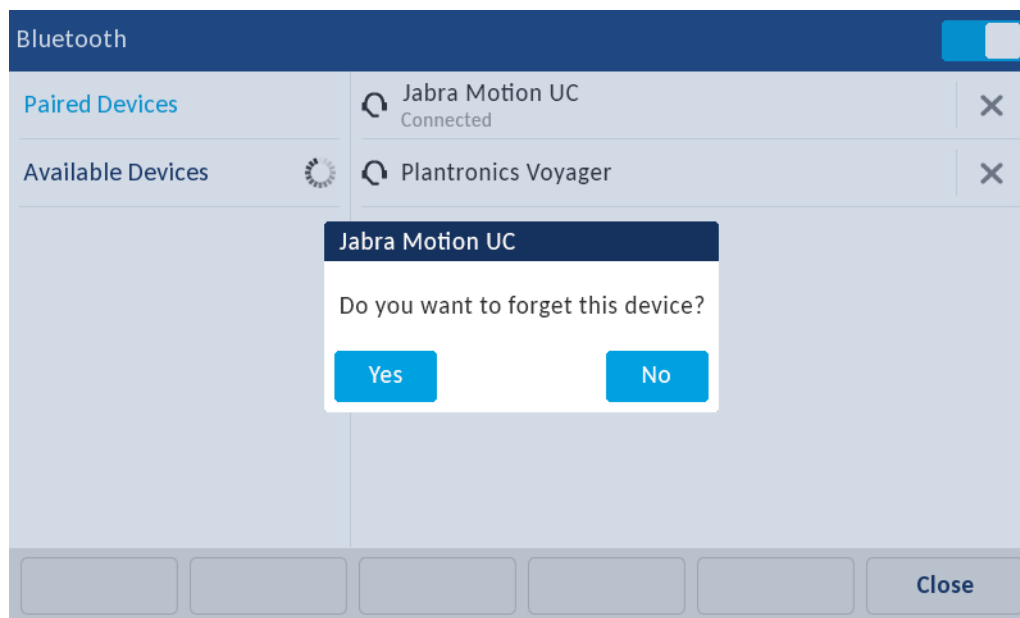 Bluetooth
Paired Devices
Available Devices
Jabra Motion UC
Connected
Plantronics Voyager
Jabra Motion UC
Do you want to forget this device?
Yes
No
Close